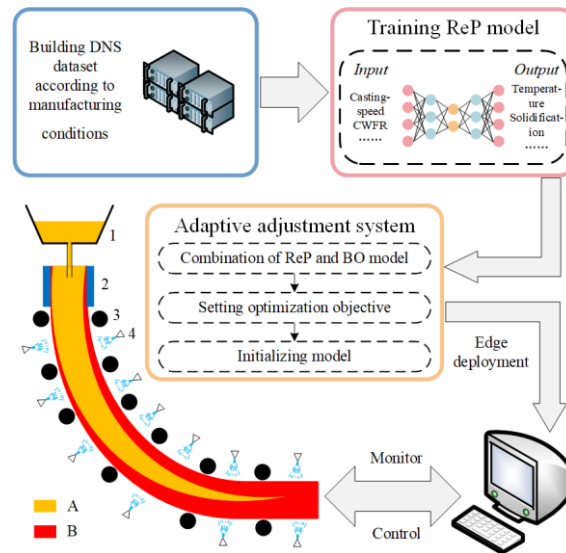 Building DNS
dataset
according to
manufacturing
conditions
Training ReP model
Input
Output
Casting-
speed
CWFR
......
Temperat-
ure
Solidificat-
ion
......
Adaptive adjustment system
Combination of ReP and BO model
Setting optimization objective
Initializing model
1
2
3
4
Edge
deployment
Monitor
Control
A
B